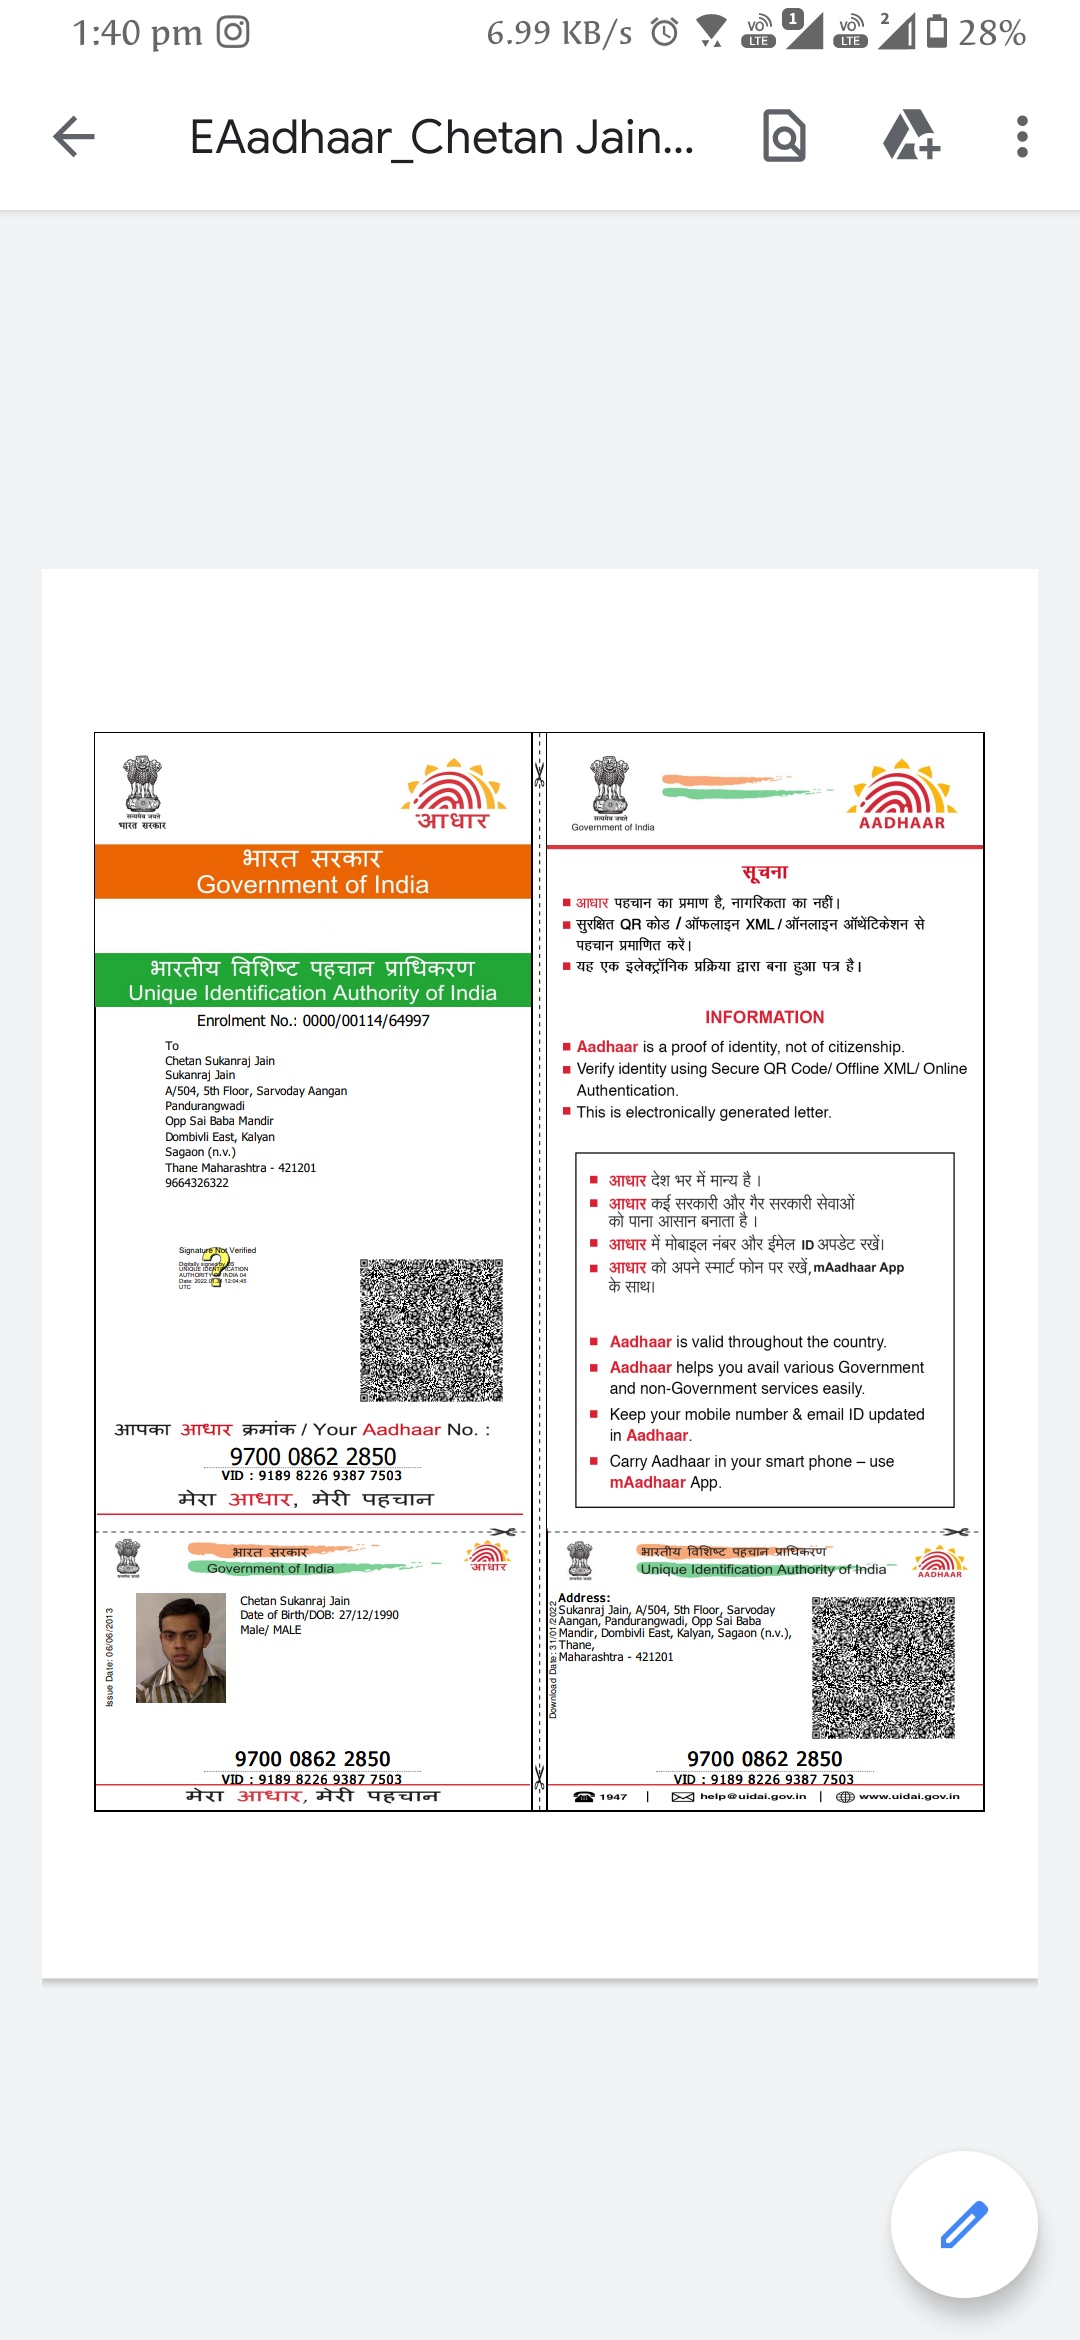 1:40 pm
6.99 KB/s
VO LTE 1
VO LTE 2
28%
EAadhaar_Chetan Jain...
सत्यमेव जयते
भारत सरकार
आधार
भारत सरकार
Government of India
भारतीय विशिष्ट पहचान प्राधिकरण
Unique Identification Authority of India
Enrolment No.: 0000/00114/64997
To
Chetan Sukanraj Jain
Sukanraj Jain
A/504, 5th Floor, Sarvoday Aangan
Pandurangwadi
Opp Sai Baba Mandir
Dombivli East, Kalyan
Sagaon (n.v.)
Thane Maharashtra - 421201
9664326322
Signature Not Verified
Digitally signed by DS
UNIQUE IDENTIFICATION
AUTHORITY OF INDIA 04
Date: 2022.01.31 12:04:45
UTC
आपका आधार क्रमांक / Your Aadhaar No. :
9700 0862 2850
VID : 9189 8226 9387 7503
मेरा आधार, मेरी पहचान
सत्यमेव जयते
Government of India
AADHAAR
सूचना
आधार पहचान का प्रमाण है, नागरिकता का नहीं।
सुरक्षित QR कोड / ऑफलाइन XML / ऑनलाइन ऑथेंटिकेशन से
पहचान प्रमाणित करें।
यह एक इलेक्ट्रॉनिक प्रक्रिया द्वारा बना हुआ पत्र है।
INFORMATION
Aadhaar is a proof of identity, not of citizenship.
Verify identity using Secure QR Code/ Offline XML/ Online
Authentication.
This is electronically generated letter.
आधार देश भर में मान्य है ।
आधार कई सरकारी और गैर सरकारी सेवाओं
को पाना आसान बनाता है ।
आधार में मोबाइल नंबर और ईमेल ID अपडेट रखें।
आधार को अपने स्मार्ट फोन पर रखें, mAadhaar App
के साथ।
Aadhaar is valid throughout the country.
Aadhaar helps you avail various Government
and non-Government services easily.
Keep your mobile number & email ID updated
in Aadhaar.
Carry Aadhaar in your smart phone – use
mAadhaar App.
भारत सरकार
Government of India
आधार
Issue Date: 06/06/2013
Chetan Sukanraj Jain
Date of Birth/DOB: 27/12/1990
Male/ MALE
9700 0862 2850
VID : 9189 8226 9387 7503
मेरा आधार, मेरी पहचान
भारतीय विशिष्ट पहचान प्राधिकरण
Unique Identification Authority of India
AADHAAR
Download Date: 31/01/2022
Address:
Sukanraj Jain, A/504, 5th Floor, Sarvoday
Aangan, Pandurangwadi, Opp Sai Baba
Mandir, Dombivli East, Kalyan, Sagaon (n.v.),
Thane,
Maharashtra - 421201
9700 0862 2850
VID : 9189 8226 9387 7503
1947 | help@uidai.gov.in | www.uidai.gov.in